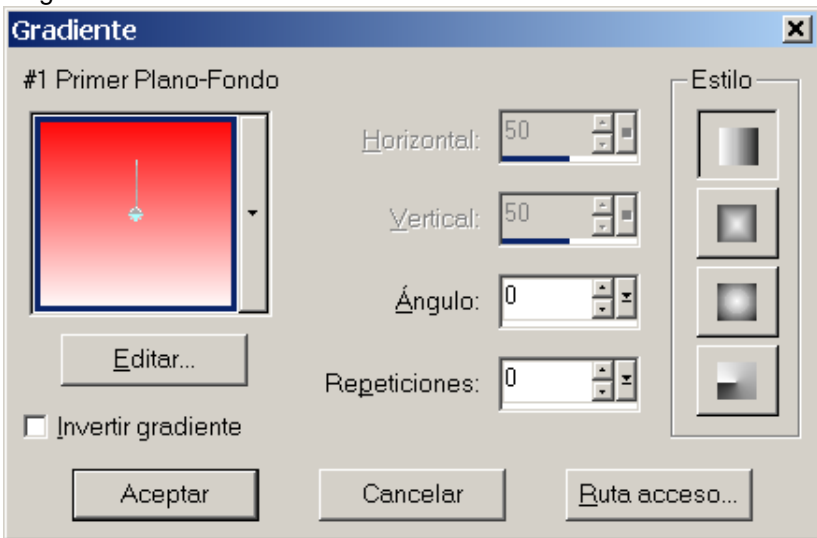 Gradiente
#1 Primer Plano-Fondo
Estilo
Horizontal: 50
Vertical: 50
Ángulo: 0
Editar...
Repeticiones: 0
Invertir gradiente
Aceptar Cancelar Ruta acceso...